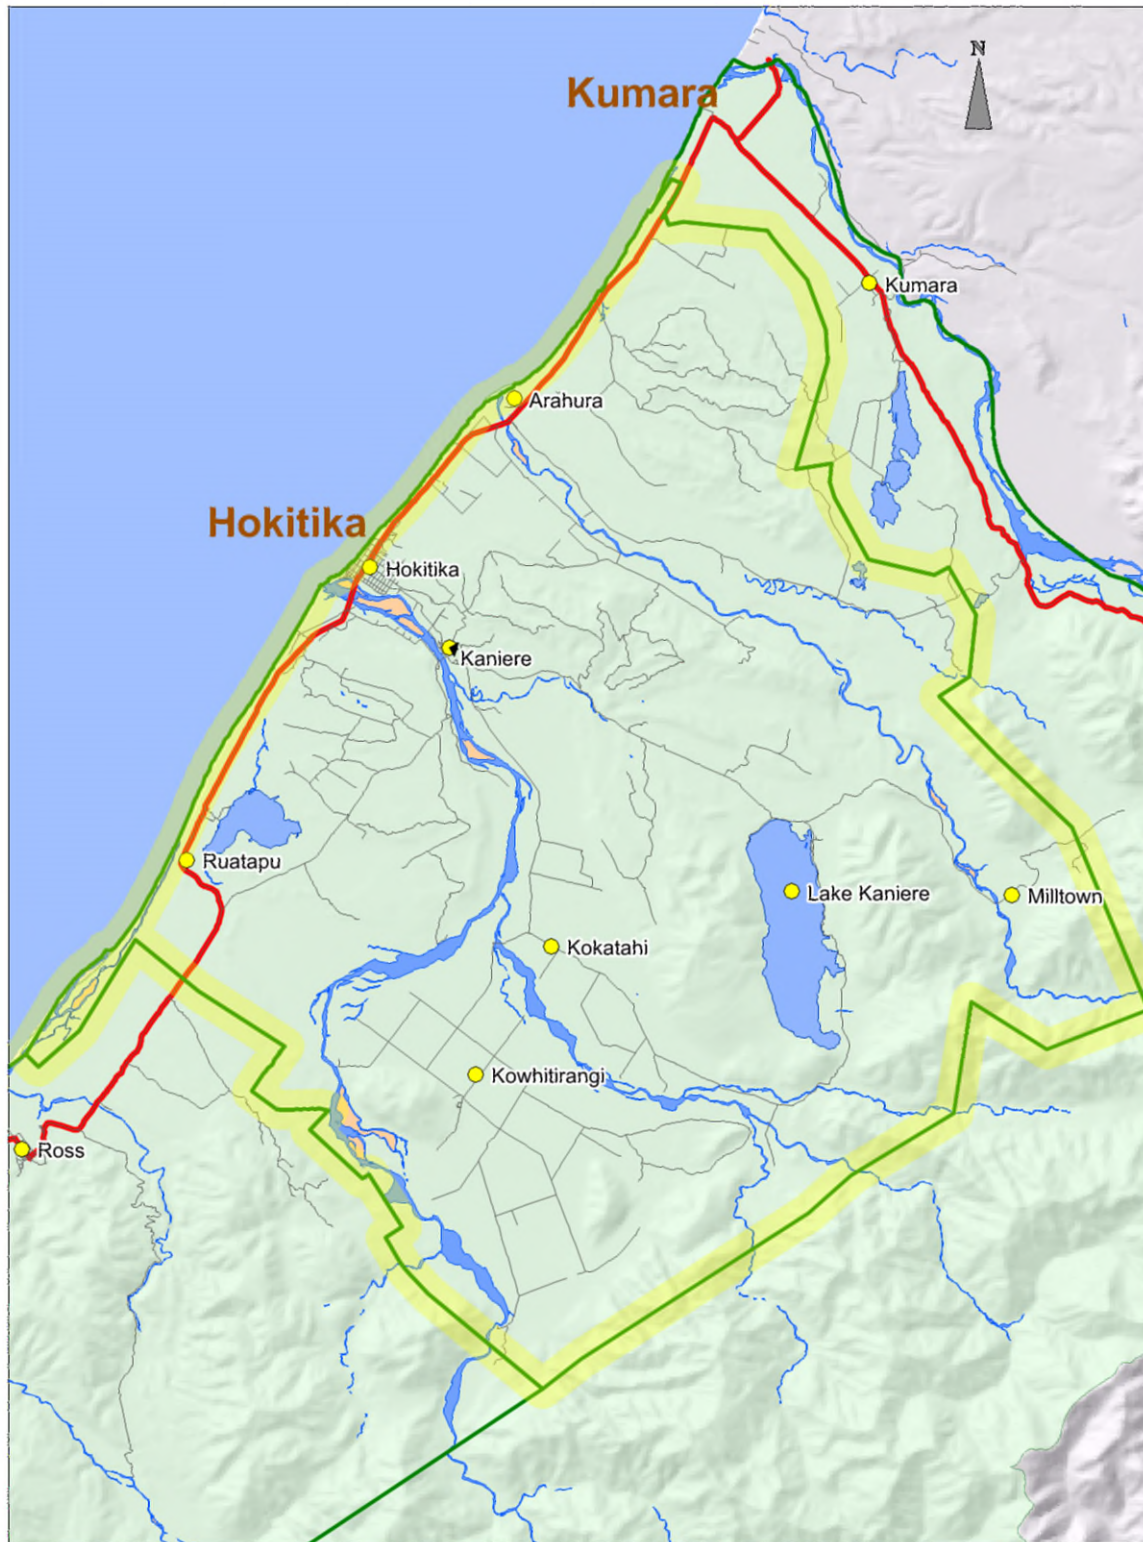 N
Kumara
Kumara
Arahura
Hokitika
Hokitika
Kaniere
Ruatapu
Lake Kaniere
Milltown
Kokatahi
Kowhitirangi
Ross